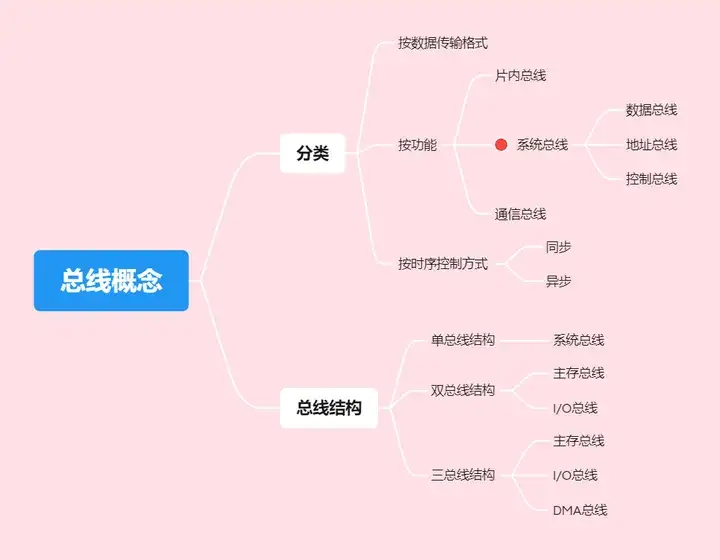 总线概念
分类
按数据传输格式
按功能
片内总线
系统总线
数据总线
地址总线
控制总线
通信总线
按时序控制方式
同步
异步
总线结构
单总线结构
系统总线
双总线结构
主存总线
I/O总线
三总线结构
主存总线
I/O总线
DMA总线